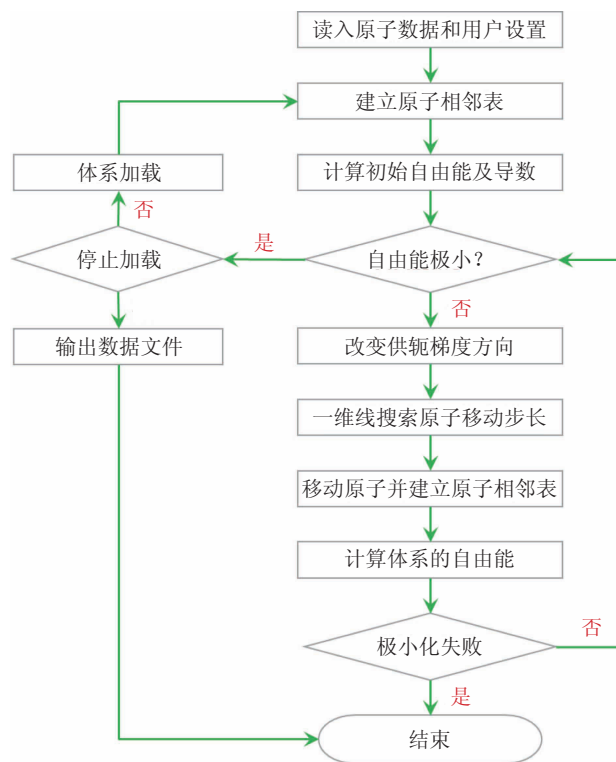 读入原子数据和用户设置
建立原子相邻表
体系加载
计算初始自由能及导数
否
是
停止加载
自由能极小?
否
输出数据文件
改变供轭梯度方向
一维线搜索原子移动步长
移动原子并建立原子相邻表
计算体系的自由能
否
极小化失败
是
结束